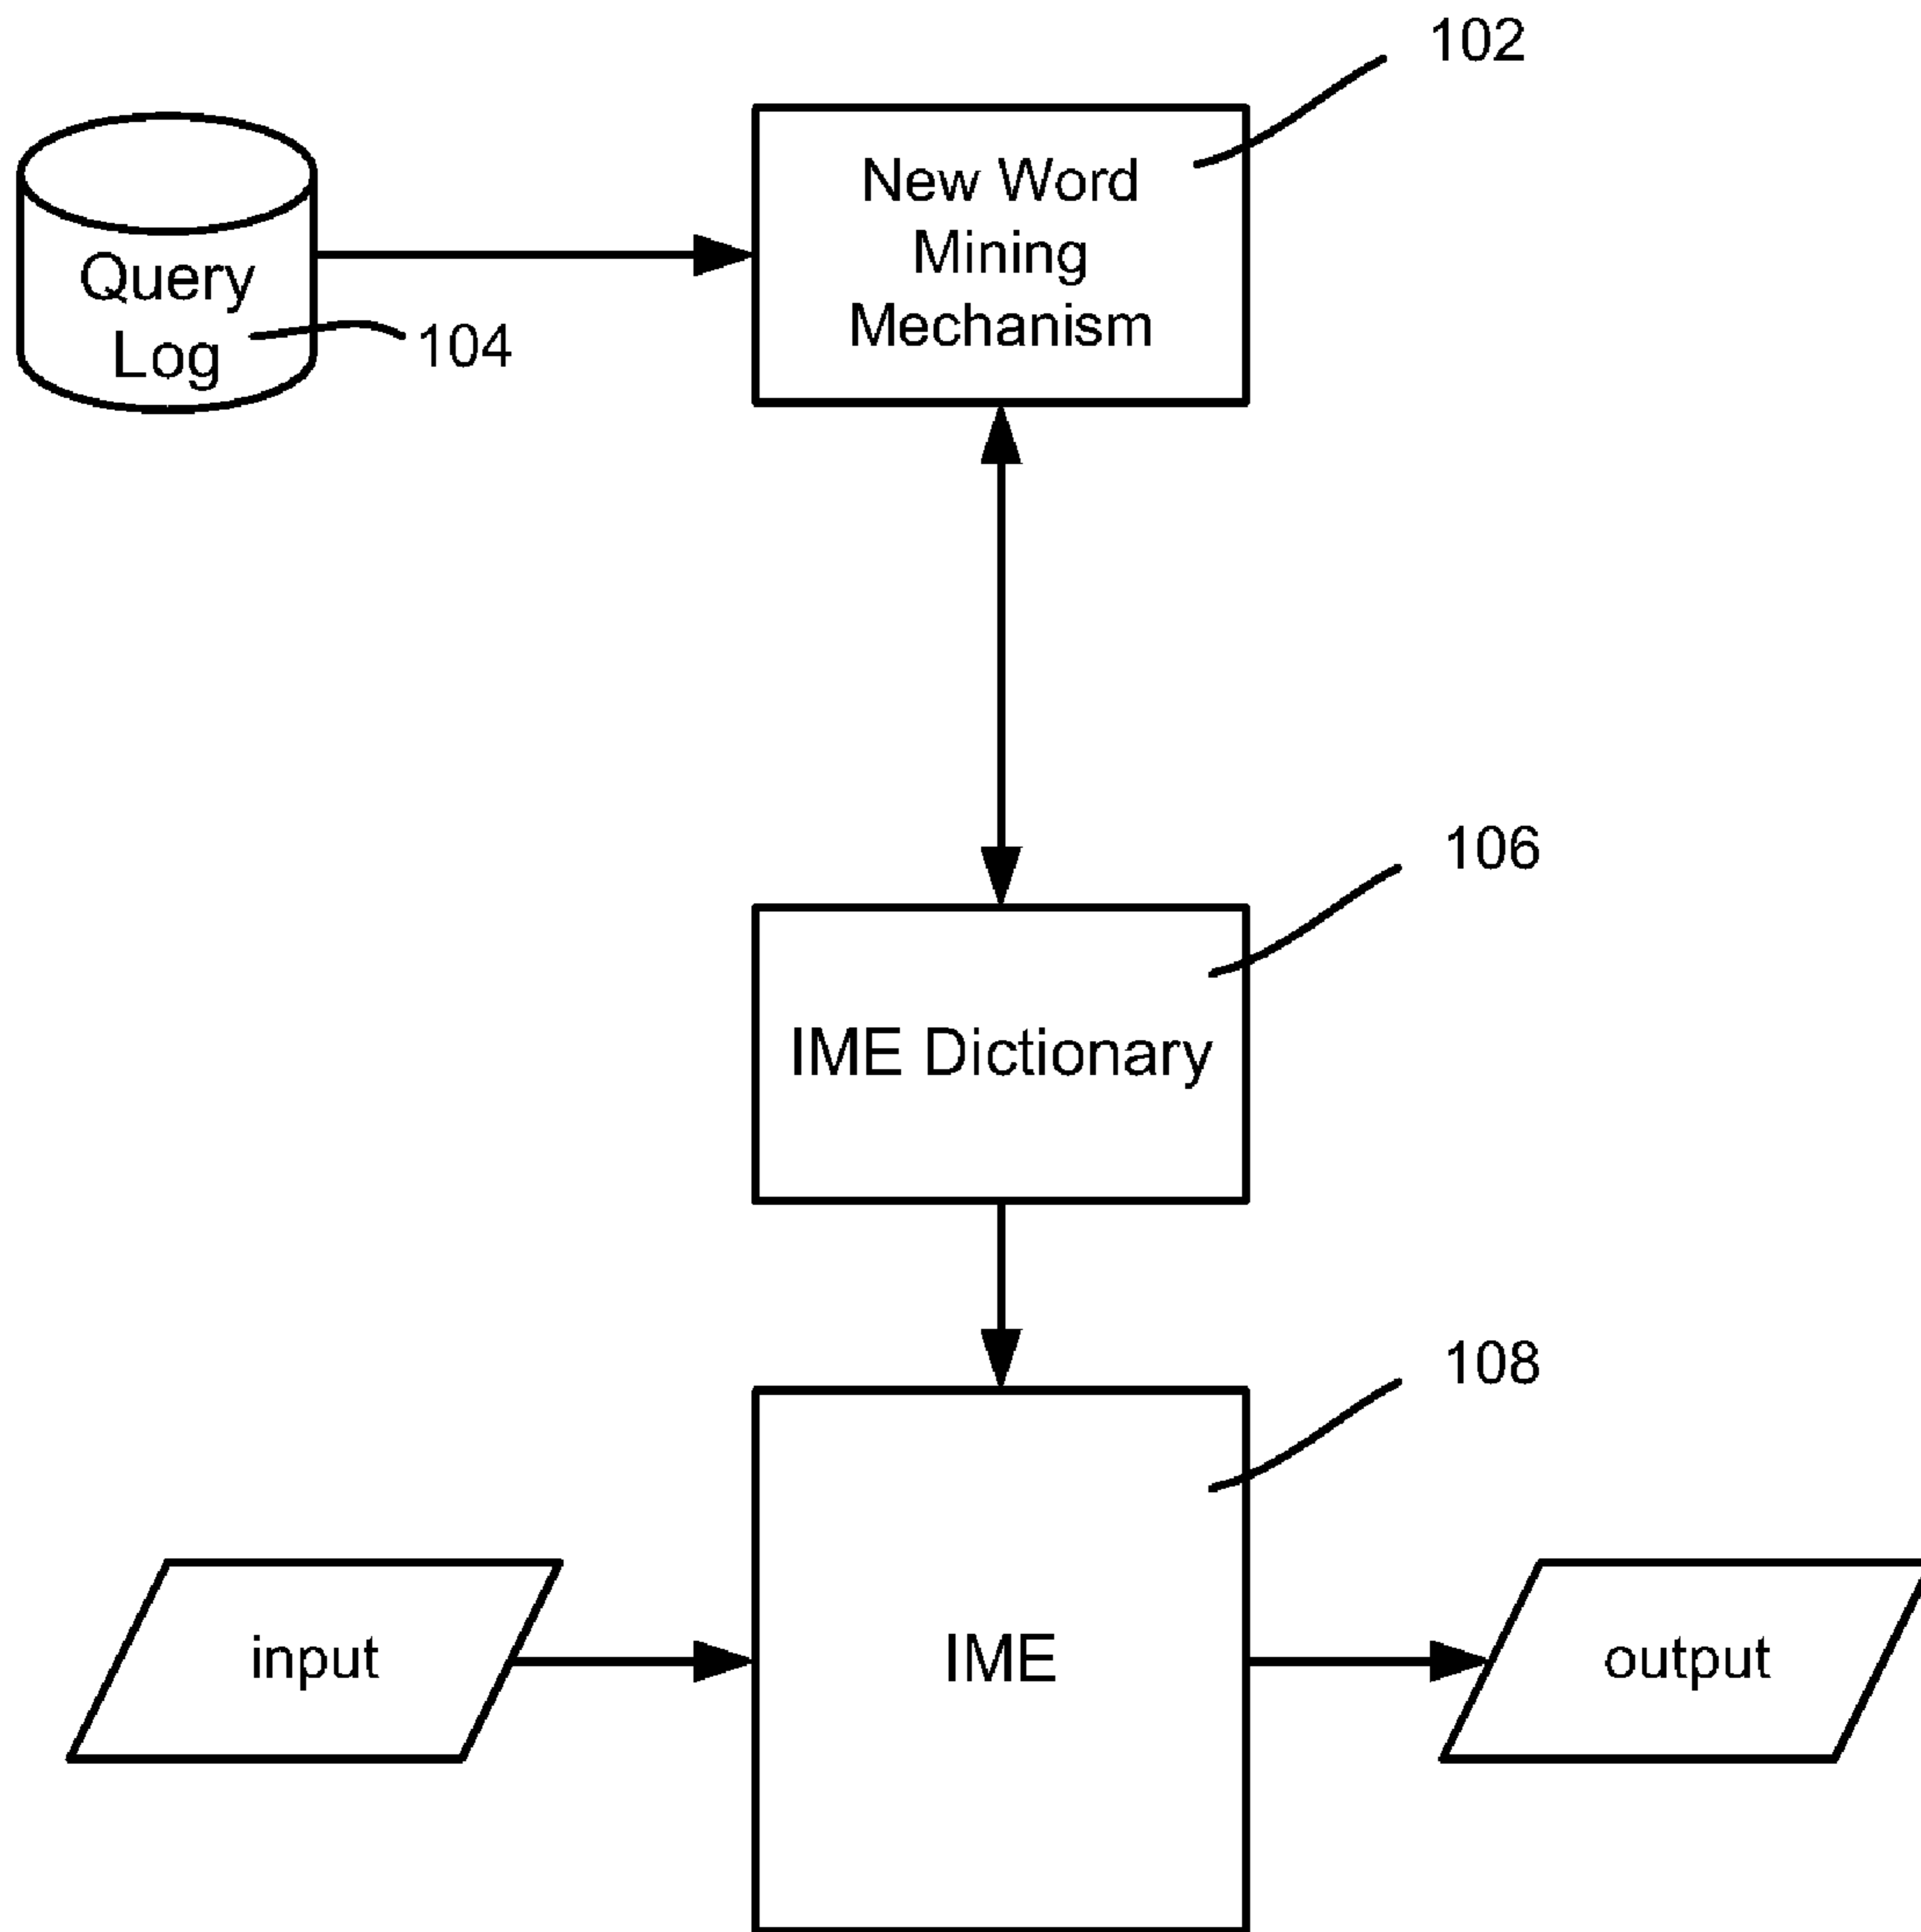 102
New Word
Mining
Mechanism
Query
Log
104
106
IME Dictionary
108
input
IME
output